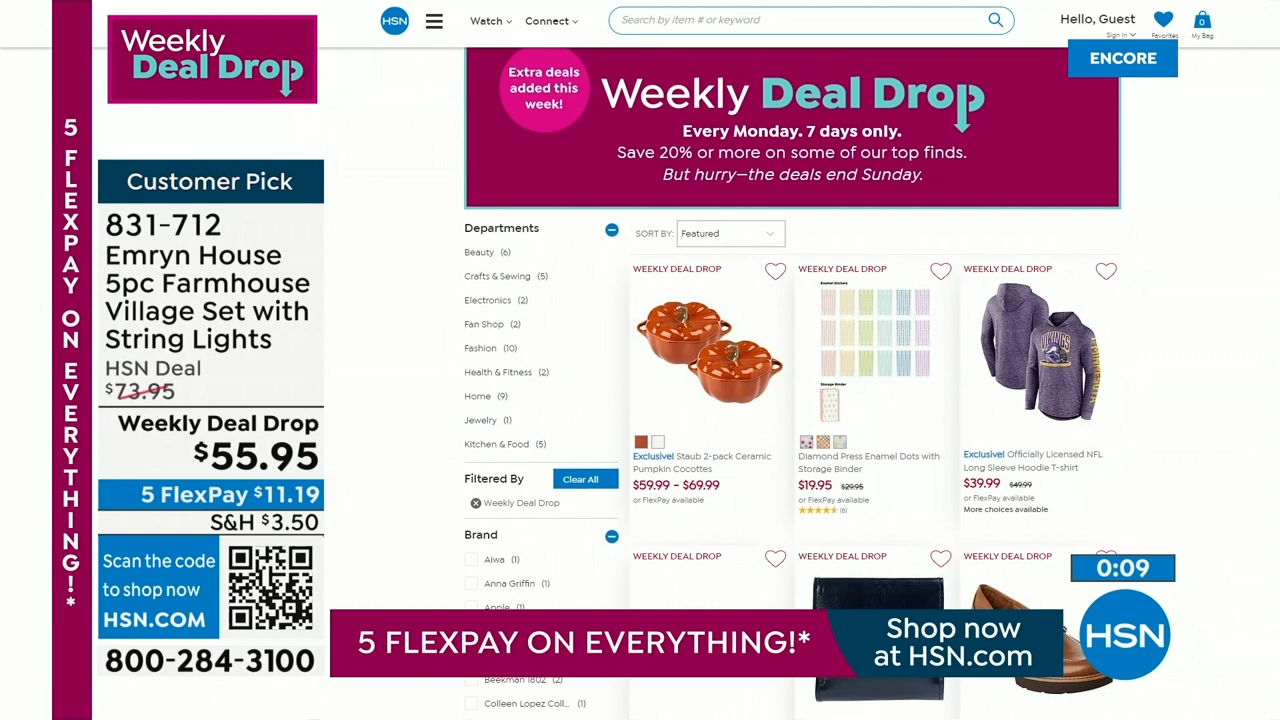 5 FLEXPAY ON EVERYTHING!*
Weekly
Deal Drop
Customer Pick
831-712
Emryn House
5pc Farmhouse
Village Set with
String Lights
HSN Deal
$73.95
Weekly Deal Drop
$55.95
5 FlexPay $11.19
S&H $3.50
Scan the code
to shop now
HSN.COM
800-284-3100
HSN
Watch
Connect
Search by item # or keyword
Hello, Guest
Sign In
Favorites
0
My Bag
ENCORE
Extra deals
added this
week!
Weekly Deal Drop
Every Monday. 7 days only.
Save 20% or more on some of our top finds.
But hurry—the deals end Sunday.
Departments
Beauty (6)
Crafts & Sewing (5)
Electronics (2)
Fan Shop (2)
Fashion (10)
Health & Fitness (2)
Home (9)
Jewelry (1)
Kitchen & Food (5)
Filtered By
Clear All
Weekly Deal Drop
Brand
Aiwa (1)
Anna Griffin (1)
Apple (1)
Beekman 1802 (2)
Colleen Lopez Coll... (1)
SORT BY: Featured
WEEKLY DEAL DROP
Exclusive! Staub 2-pack Ceramic
Pumpkin Cocottes
$59.99 - $69.99
or FlexPay available
WEEKLY DEAL DROP
Enamel Stickers
Storage Binder
Diamond Press Enamel Dots with
Storage Binder
$19.95 $29.95
or FlexPay available
(6)
WEEKLY DEAL DROP
VIKINGS
Exclusive! Officially Licensed NFL
Long Sleeve Hoodie T-shirt
$39.99 $49.99
or FlexPay available
More choices available
WEEKLY DEAL DROP
WEEKLY DEAL DROP
WEEKLY DEAL DROP
0:09
5 FLEXPAY ON EVERYTHING!*
Shop now
at HSN.com
HSN